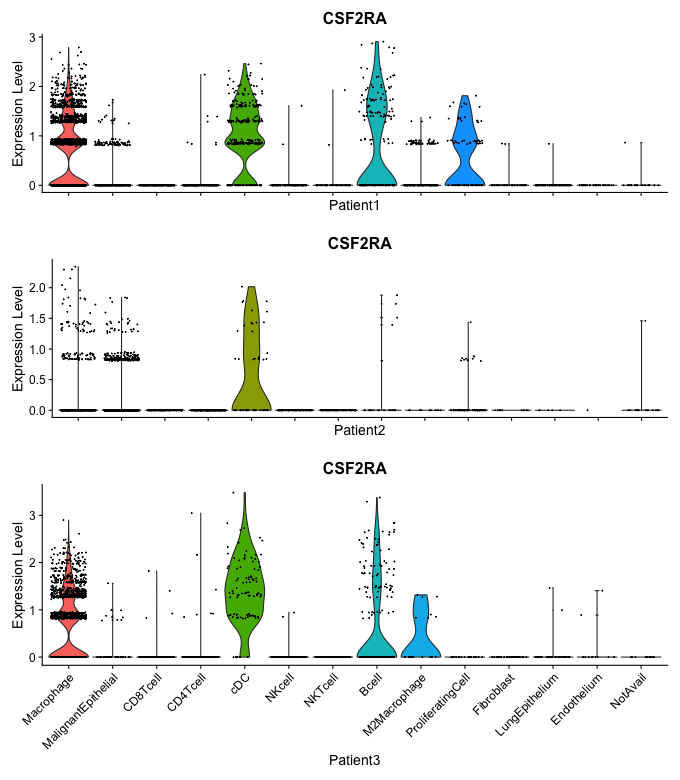 CSF2RA
Expression Level
3
2
1
0
Patient1
CSF2RA
Expression Level
2.0
1.5
1.0
0.5
0.0
Patient2
CSF2RA
Expression Level
3
2
1
0
Macrophage
MalignantEpithelial
CD8Tcell
CD4Tcell
cDC
NKcell
NKTcell
Bcell
M2Macrophage
ProliferatingCell
Fibroblast
LungEpithelium
Endothelium
NotAvail
Patient3